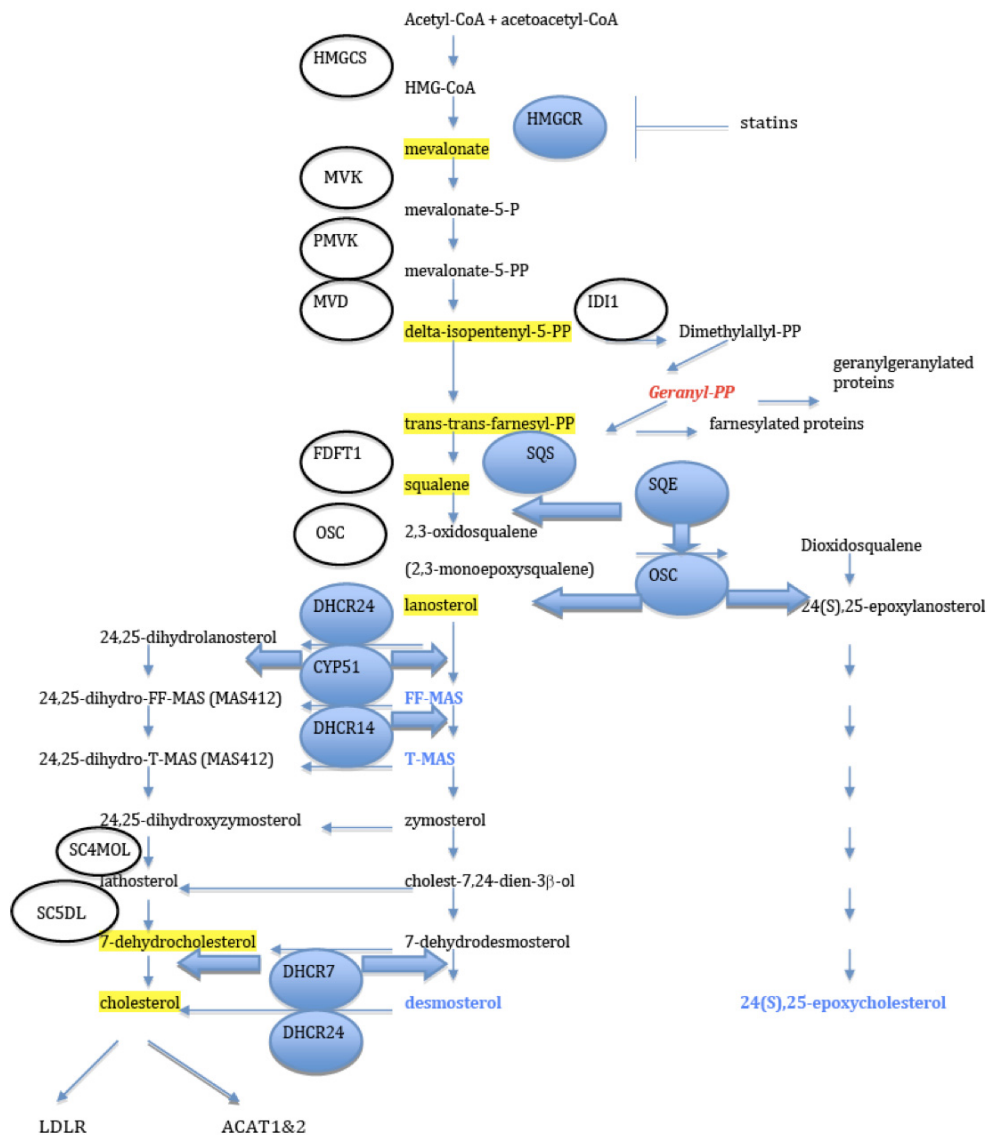 Acetyl-CoA + acetoacetyl-CoA
HMGCS
HMG-CoA
HMGCR
statins
mevalonate
MVK
mevalonate-5-P
PMVK
mevalonate-5-PP
MVD
IDI1
delta-isopentenyl-5-PP
Dimethylallyl-PP
geranylgeranylated
proteins
Geranyl-PP
trans-trans-farnesyl-PP
farnesylated proteins
FDFT1
SQS
squalene
SQE
OSC
2,3-oxidosqualene
Dioxidosqualene
(2,3-monoepoxysqualene)
OSC
DHCR24
lanosterol
24(S),25-epoxylanosterol
24,25-dihydrolanosterol
CYP51
24,25-dihydro-FF-MAS (MAS412)
FF-MAS
DHCR14
24,25-dihydro-T-MAS (MAS412)
T-MAS
24,25-dihydroxyzymosterol
zymosterol
SC4MOL
lathosterol
cholest-7,24-dien-3β-ol
SC5DL
7-dehydrocholesterol
7-dehydrodesmosterol
DHCR7
cholesterol
desmosterol
24(S),25-epoxycholesterol
DHCR24
LDLR
ACAT1&2